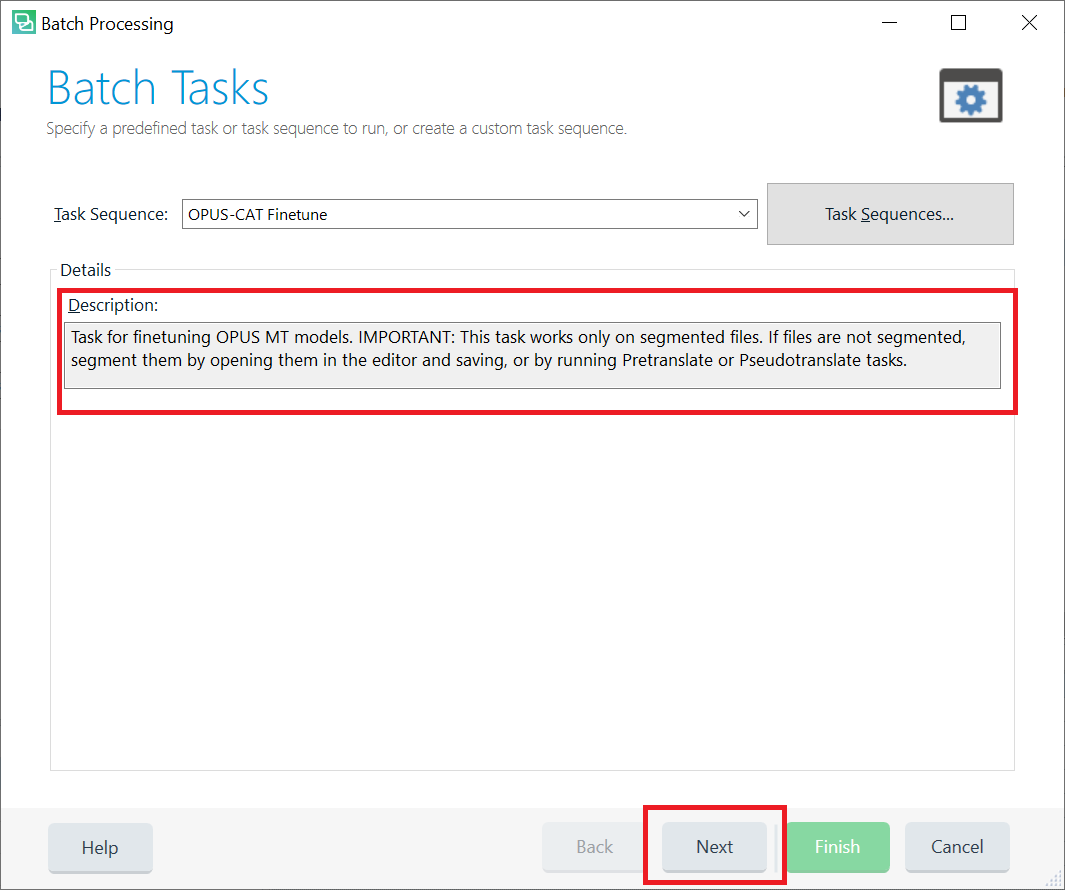 Batch Processing
Batch Tasks
Specify a predefined task or task sequence to run, or create a custom task sequence.
Task Sequence:
OPUS-CAT Finetune
Task Sequences...
Details
Description:
Task for finetuning OPUS MT models. IMPORTANT: This task works only on segmented files. If files are not segmented,
segment them by opening them in the editor and saving, or by running Pretranslate or Pseudotranslate tasks.
Help
Back
Next
Finish
Cancel